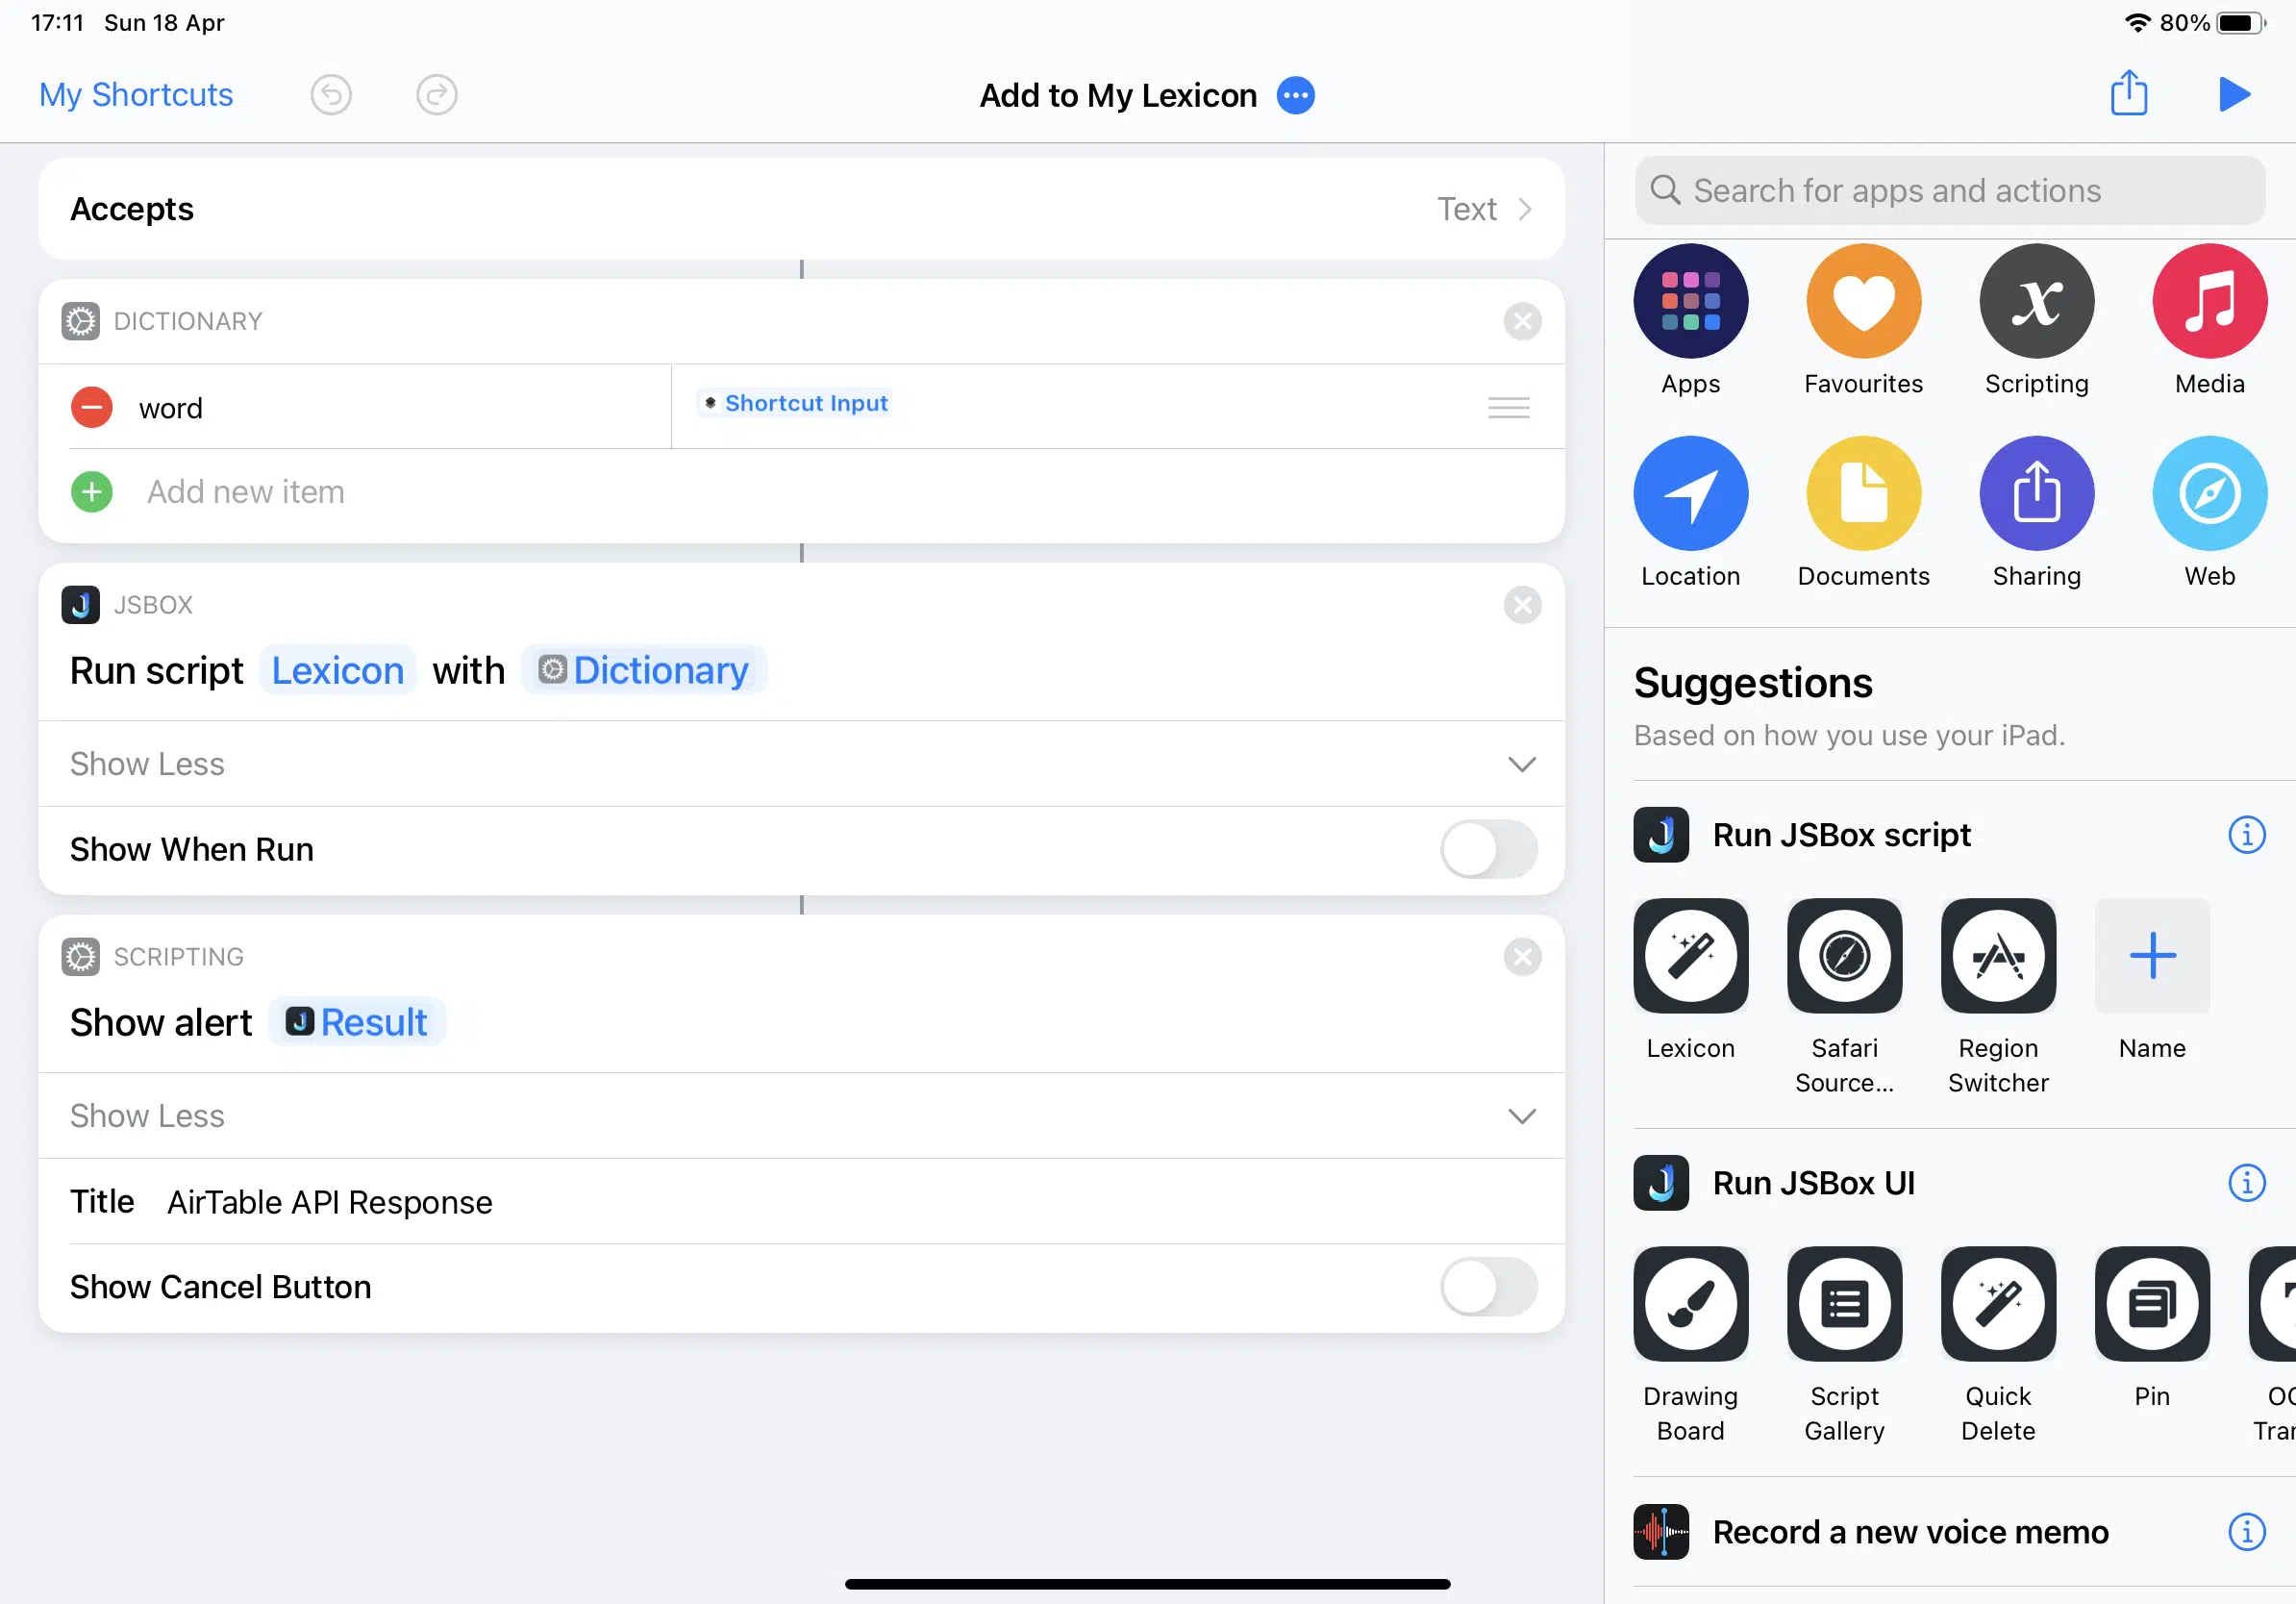 17:11 Sun 18 Apr
80%
My Shortcuts
Add to My Lexicon
Accepts
Text
DICTIONARY
word
Shortcut Input
Add new item
JSBOX
Run script Lexicon with Dictionary
Show Less
Show When Run
SCRIPTING
Show alert Result
Show Less
Title AirTable API Response
Show Cancel Button
Search for apps and actions
Apps
Favourites
Scripting
Media
Location
Documents
Sharing
Web
Suggestions
Based on how you use your iPad.
Run JSBox script
Lexicon
Safari
Source...
Region
Switcher
Name
Run JSBox UI
Drawing
Board
Script
Gallery
Quick
Delete
Pin
Record a new voice memo